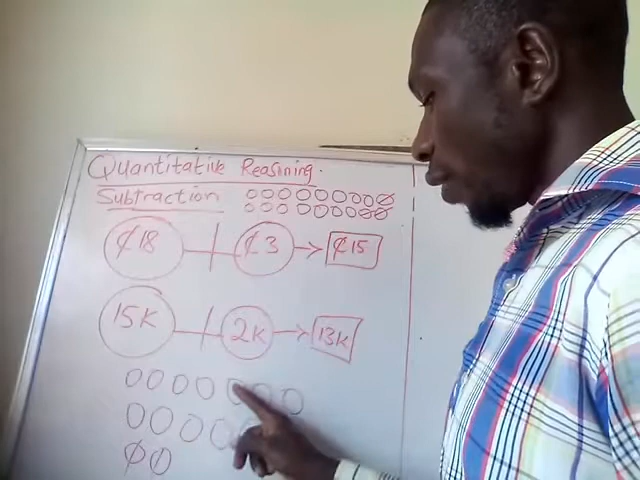 Quantitative Reasoning.
Subtraction
₵18 ₵3 ₵15
15K 2K 13K